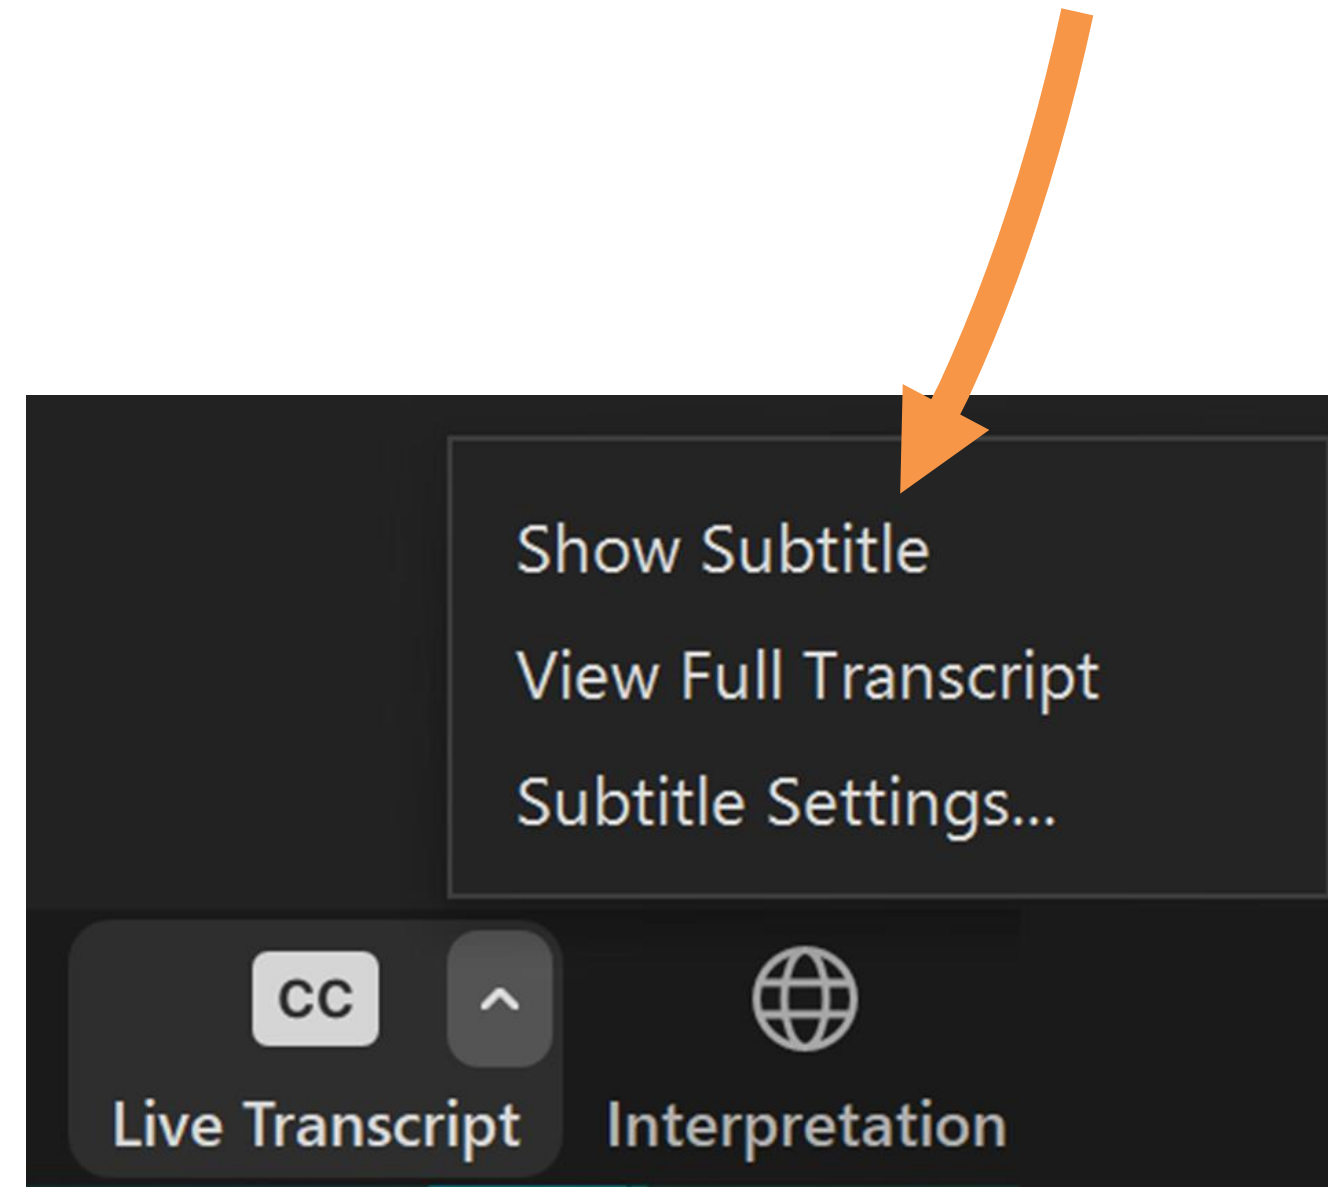 Show Subtitle
View Full Transcript
Subtitle Settings...
CC
Live Transcript
Interpretation